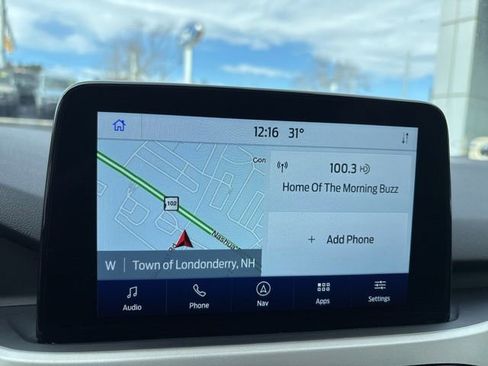 12:16 31°
Con
102
Nashua
W Town of Londonderry, NH
100.3 HD
Home Of The Morning Buzz
+ Add Phone
Audio
Phone
Nav
Apps
Settings